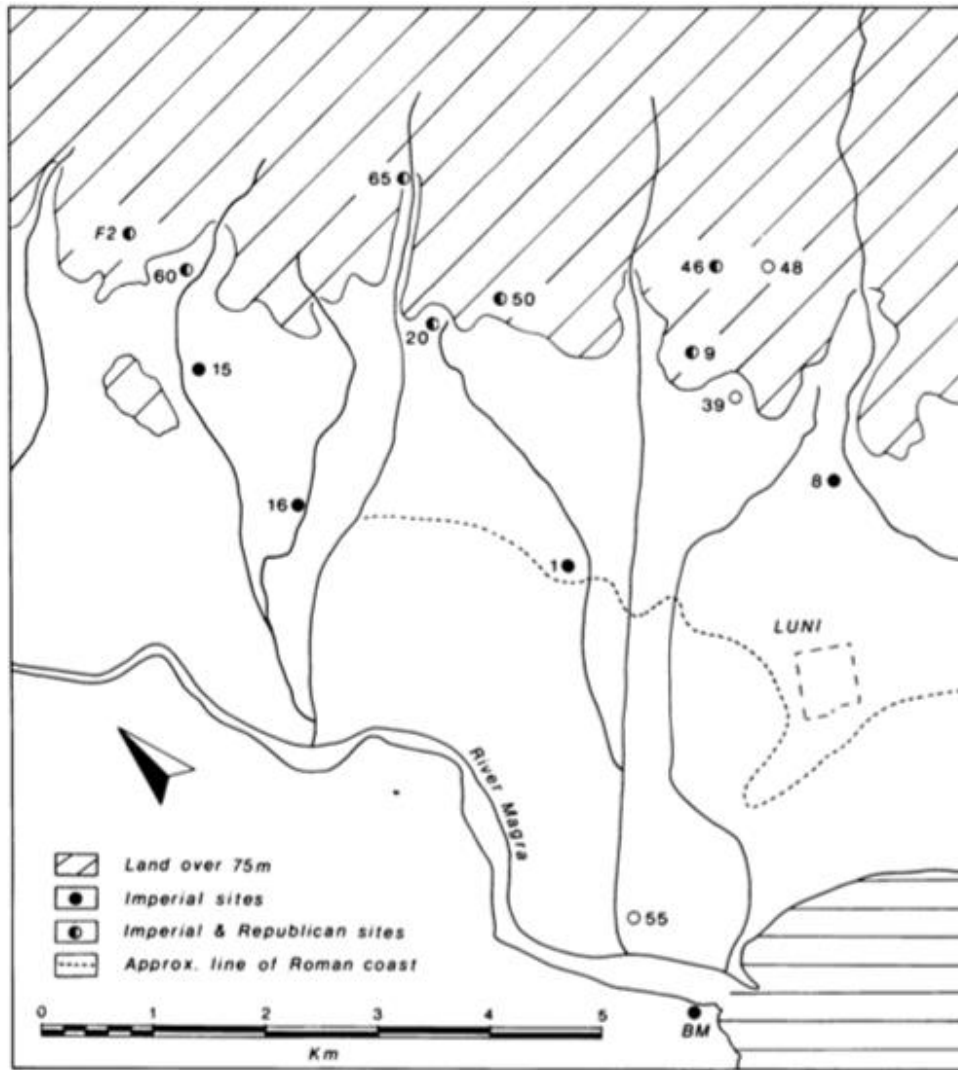 65
F2
60
46
48
50
20
9
15
39
8
16
1
LUNI
River Magra
Land over 75m
Imperial sites
Imperial & Republican sites
Approx. line of Roman coast
55
0 1 2 3 4 5
Km
BM